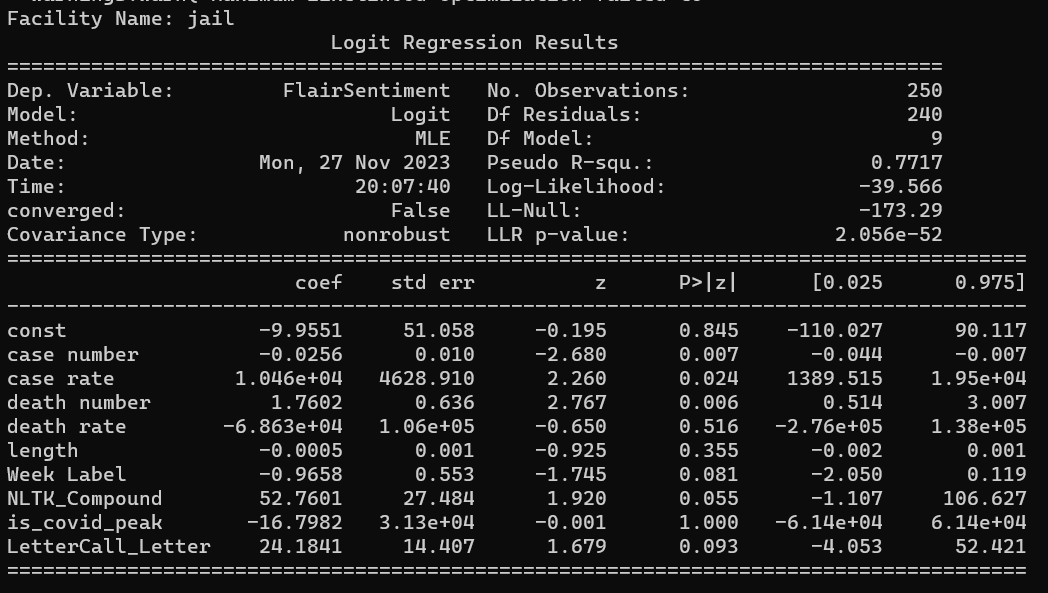 Facility Name: jail
Logit Regression Results
==============================================================================
Dep. Variable: FlairSentiment No. Observations: 250
Model: Logit Df Residuals: 240
Method: MLE Df Model: 9
Date: Mon, 27 Nov 2023 Pseudo R-squ.: 0.7717
Time: 20:07:40 Log-Likelihood: -39.566
converged: False LL-Null: -173.29
Covariance Type: nonrobust LLR p-value: 2.056e-52
=====================================================================================
coef std err z P>|z| [0.025 0.975]
-------------------------------------------------------------------------------------
const -9.9551 51.058 -0.195 0.845 -110.027 90.117
case number -0.0256 0.010 -2.680 0.007 -0.044 -0.007
case rate 1.046e+04 4628.910 2.260 0.024 1389.515 1.95e+04
death number 1.7602 0.636 2.767 0.006 0.514 3.007
death rate -6.863e+04 1.06e+05 -0.650 0.516 -2.76e+05 1.38e+05
length -0.0005 0.001 -0.925 0.355 -0.002 0.001
Week Label -0.9658 0.553 -1.745 0.081 -2.050 0.119
NLTK_Compound 52.7601 27.484 1.920 0.055 -1.107 106.627
is_covid_peak -16.7982 3.13e+04 -0.001 1.000 -6.14e+04 6.14e+04
LetterCall_Letter 24.1841 14.407 1.679 0.093 -4.053 52.421
=====================================================================================